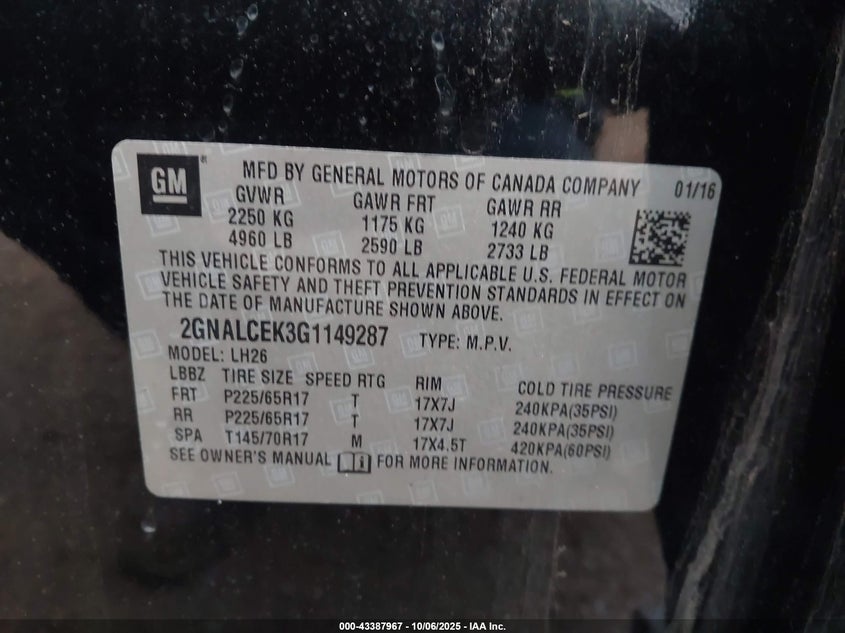 GM ®
MFD BY GENERAL MOTORS OF CANADA COMPANY 01/16
GVWR GAWR FRT GAWR RR
2250 KG 1175 KG 1240 KG
4960 LB 2590 LB 2733 LB
THIS VEHICLE CONFORMS TO ALL APPLICABLE U.S. FEDERAL MOTOR
VEHICLE SAFETY AND THEFT PREVENTION STANDARDS IN EFFECT ON
THE DATE OF MANUFACTURE SHOWN ABOVE.
2GNALCEK3G1149287 TYPE: M.P.V.
MODEL: LH26
LBBZ TIRE SIZE SPEED RTG RIM COLD TIRE PRESSURE
FRT P225/65R17 T 17X7J 240KPA(35PSI)
RR P225/65R17 T 17X7J 240KPA(35PSI)
SPA T145/70R17 M 17X4.5T 420KPA(60PSI)
SEE OWNER'S MANUAL FOR MORE INFORMATION.
000-43387967 - 10/06/2025 - IAA Inc.